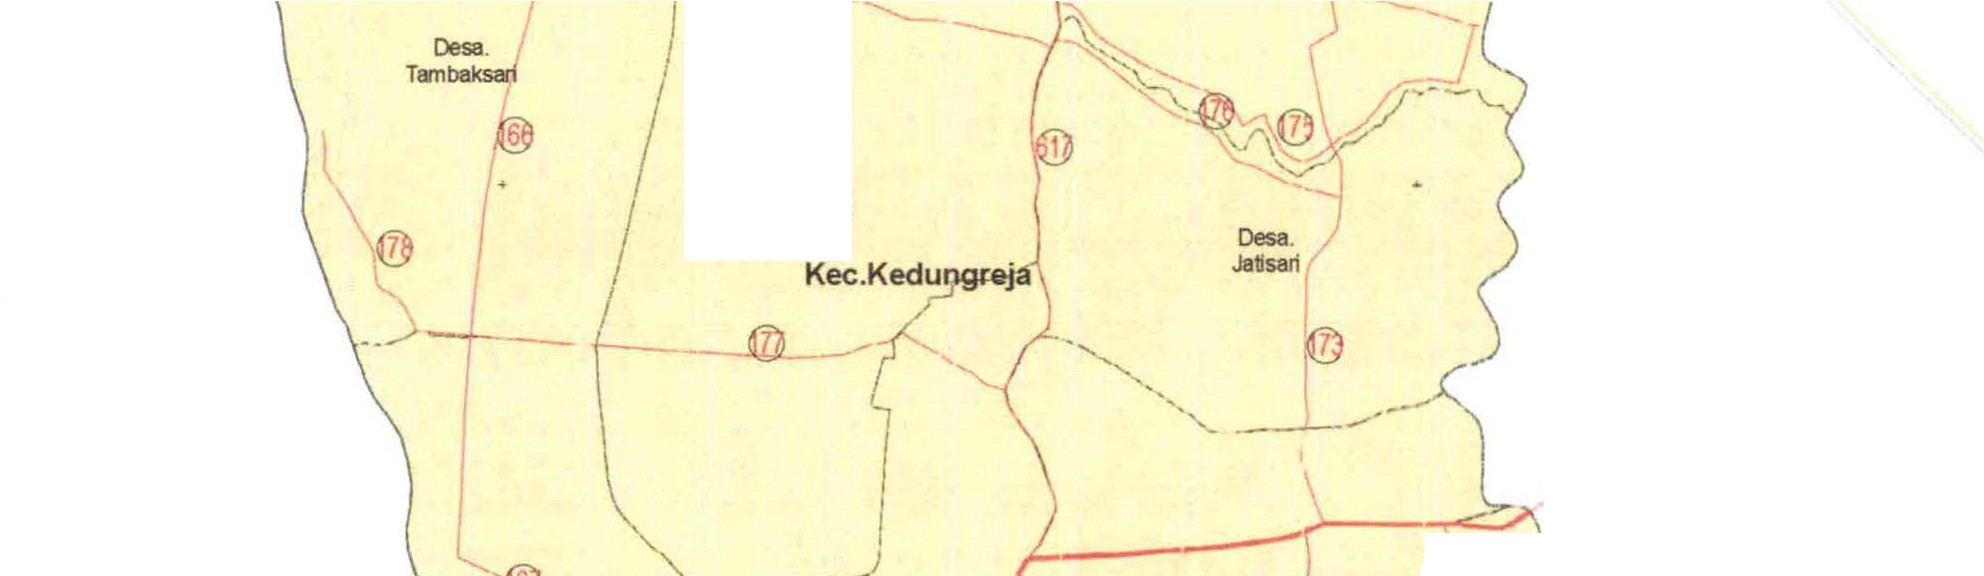 Desa.
Tambaksari
166
176
175
617
178
Desa.
Jatisari
Kec.Kedungreja
177
173